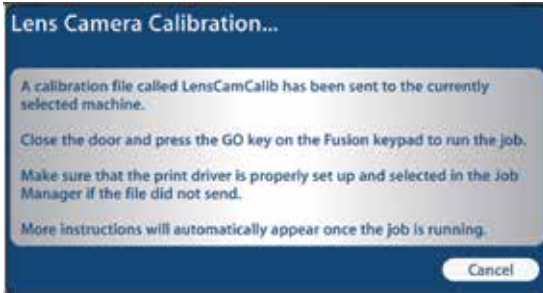 Lens Camera Calibration...
A calibration file called LensCamCalib has been sent to the currently
selected machine.
Close the door and press the GO key on the Fusion keypad to run the job.
Make sure that the print driver is properly set up and selected in the Job
Manager if the file did not send.
More instructions will automatically appear once the job is running.
Cancel